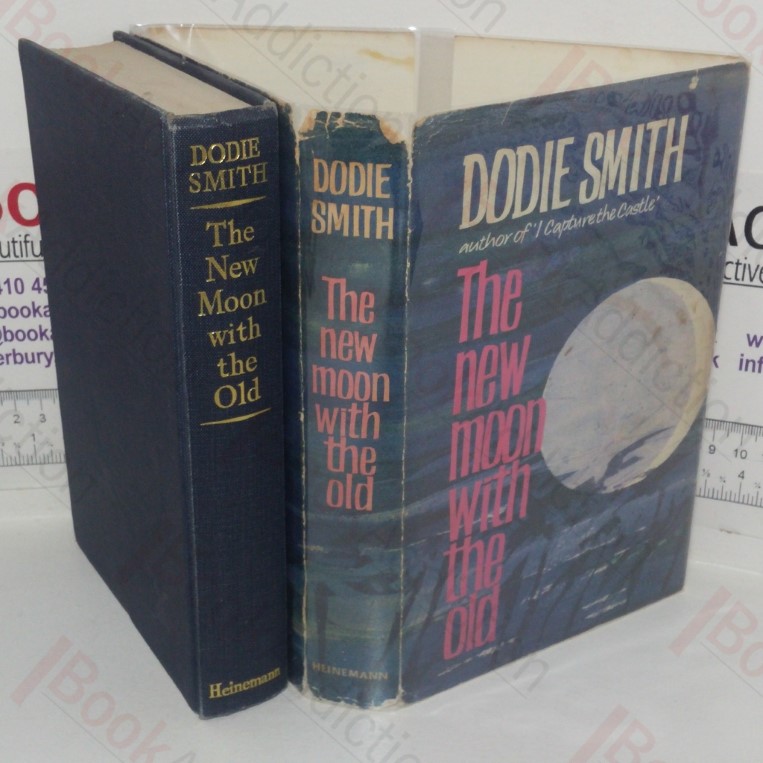 DODIE
SMITH
The
New
Moon
with
the
Old
Heinemann
DODIE
SMITH
The
new
moon
with
the
old
HEINEMANN
DODIE SMITH
author of 'I Capture the Castle'
The
new
moon
with
the
old
BookAddiction